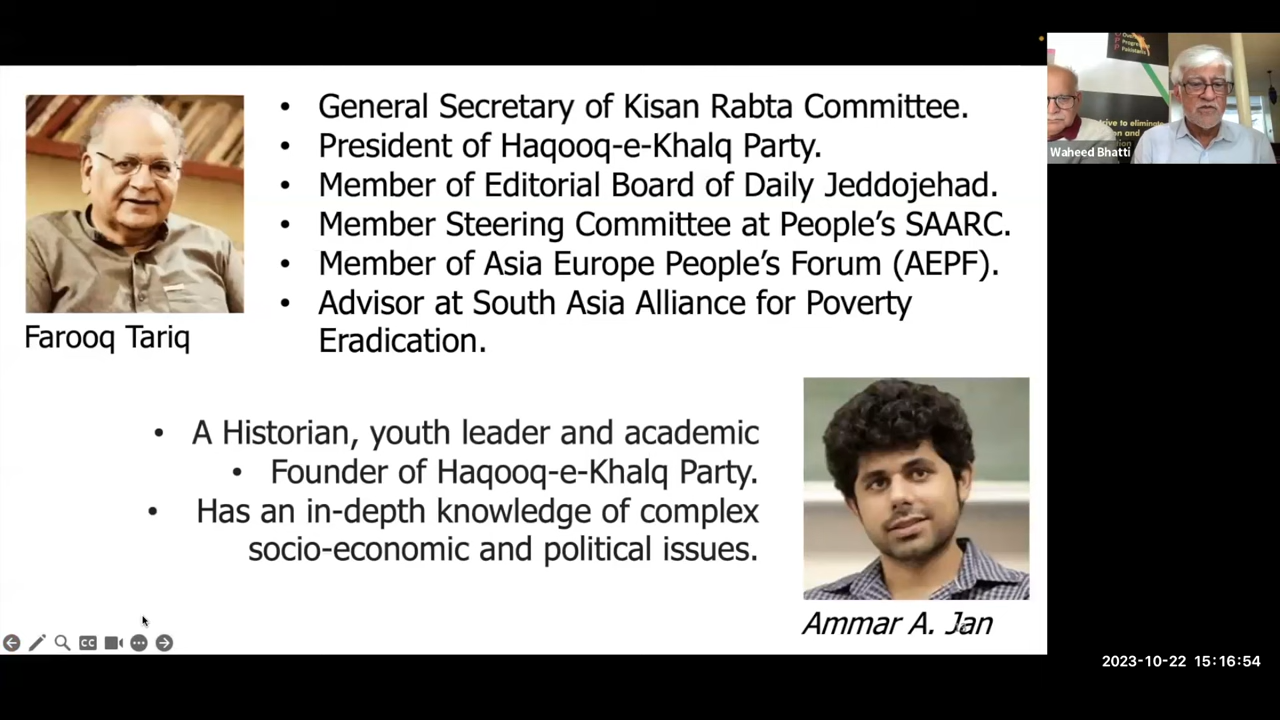 • General Secretary of Kisan Rabta Committee.
• President of Haqooq-e-Khalq Party.
• Member of Editorial Board of Daily Jeddojehad.
• Member Steering Committee at People’s SAARC.
• Member of Asia Europe People’s Forum (AEPF).
• Advisor at South Asia Alliance for Poverty
Eradication.
Farooq Tariq
• A Historian, youth leader and academic
• Founder of Haqooq-e-Khalq Party.
• Has an in-depth knowledge of complex
socio-economic and political issues.
Ammar A. Jan
CC
Waheed Bhatti
2023-10-22 15:16:54